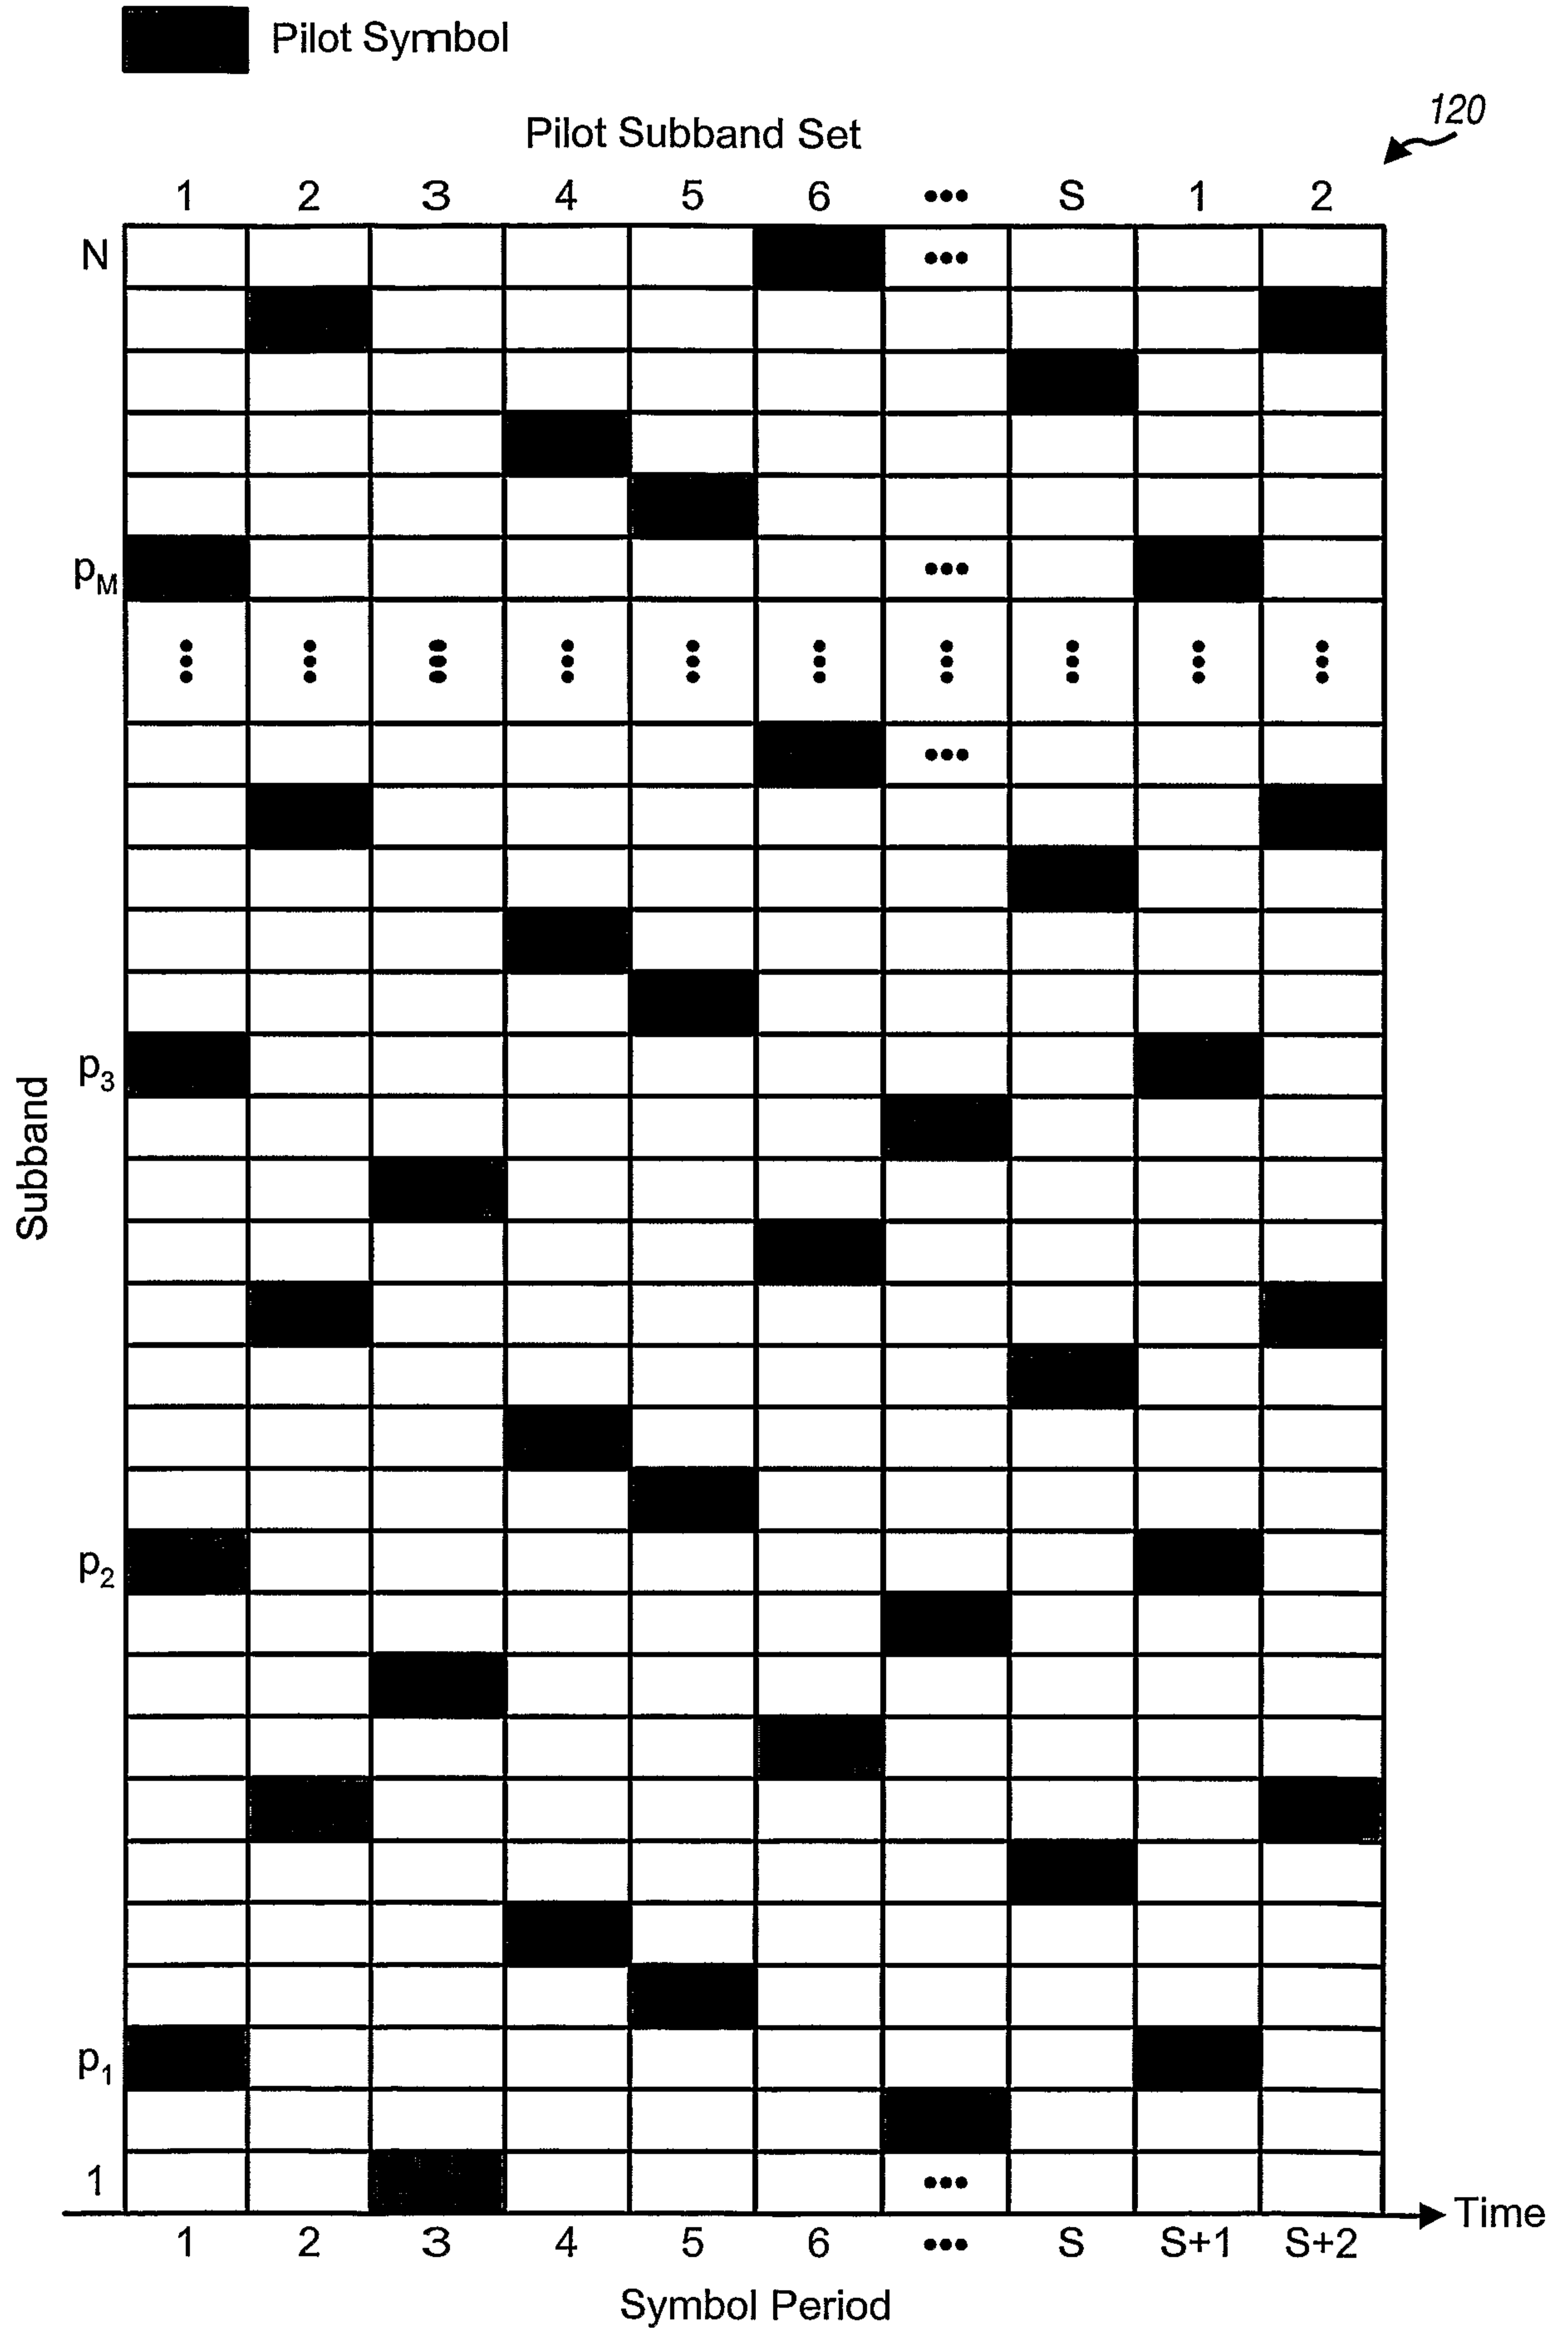 Pilot Symbol
120
Pilot Subband Set
1 2 3 4 5 6 ••• S 1 2
N •••
pM •••
•••
p3
Subband
p2
p1
1 •••
Time
1 2 3 4 5 6 ••• S S+1 S+2
Symbol Period